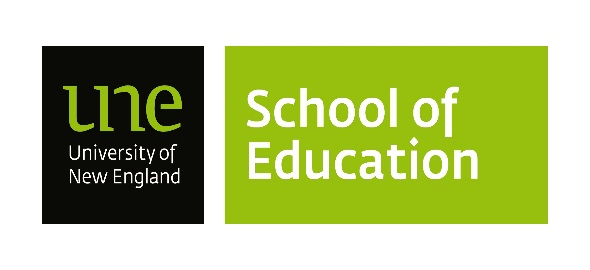 une
University of
New England
School of
Education